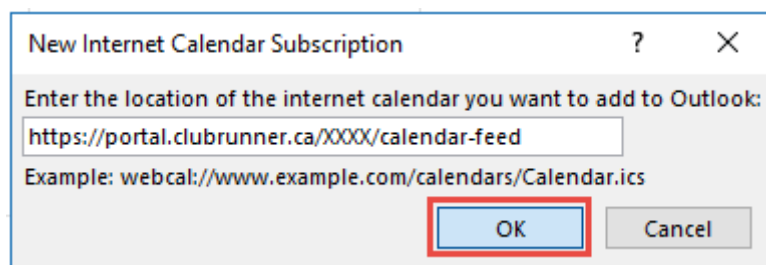 New Internet Calendar Subscription ? ×
Enter the location of the internet calendar you want to add to Outlook:
https://portal.clubrunner.ca/XXXX/calendar-feed
Example: webcal://www.example.com/calendars/Calendar.ics
OK Cancel